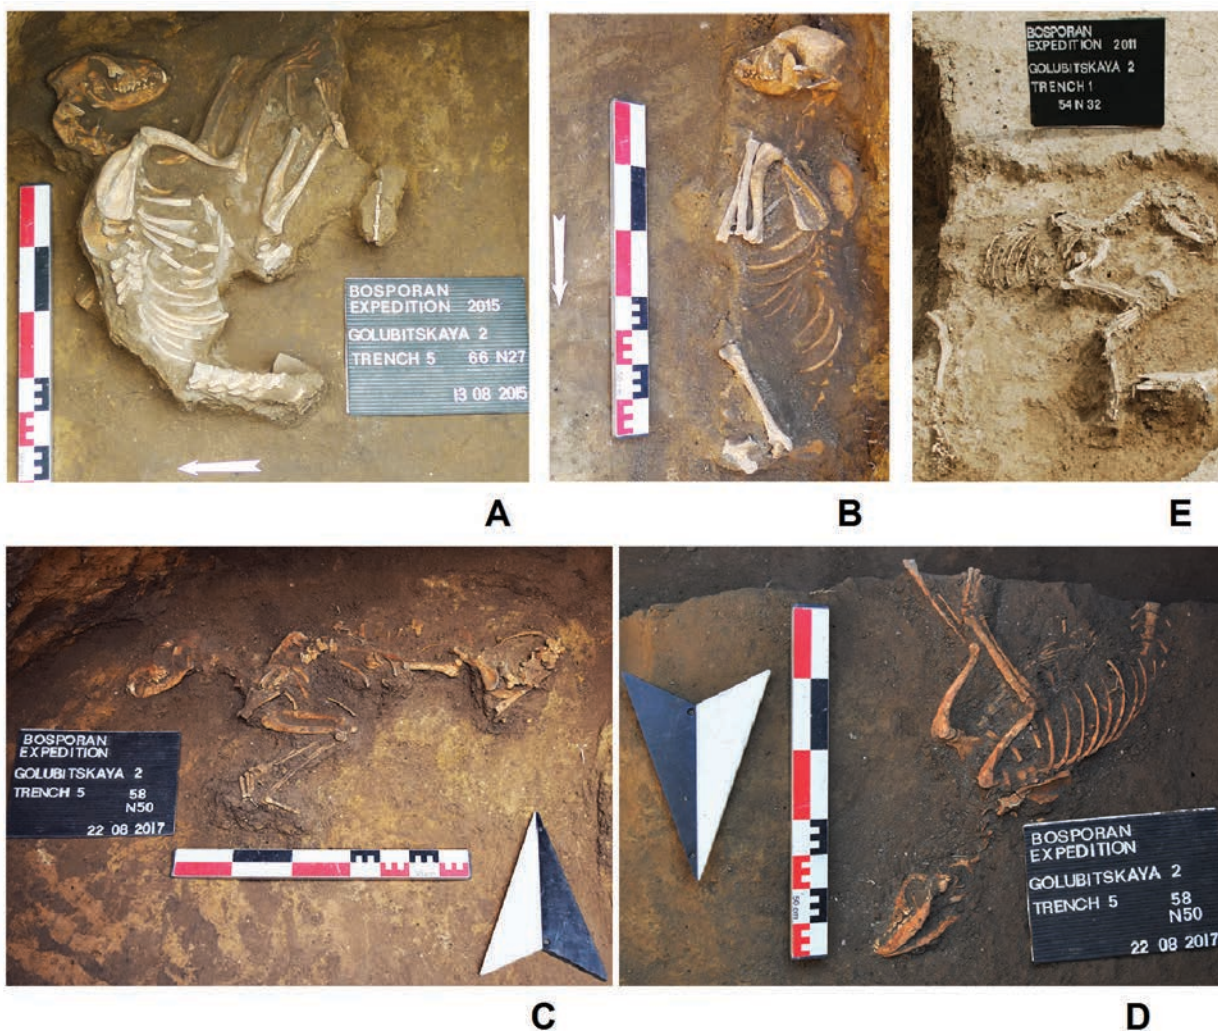 BOSPORAN
EXPEDITION 2015
GOLUBITSKAYA 2
TRENCH 5 66 N27
13 08 2015
A
B
BOSPORAN
EXPEDITION 2011
GOLUBITSKAYA 2
TRENCH 1
54 N 32
E
BOSPORAN
EXPEDITION
GOLUBITSKAYA 2
TRENCH 5 58
N50
22 08 2017
C
50 cm
BOSPORAN
EXPEDITION
GOLUBITSKAYA 2
TRENCH 5 58
N50
22 08 2017
D